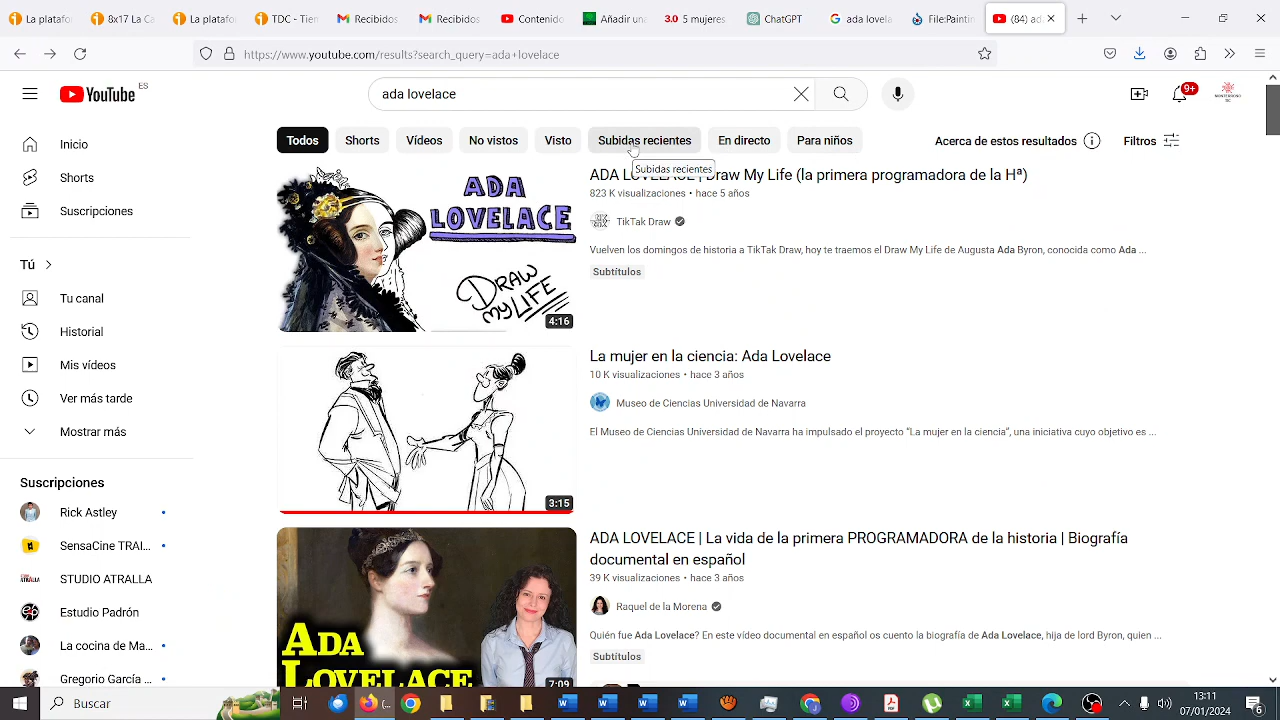 La platafo
8x17 La Ca
La platafo
TDC - Tien
Recibidos
Recibidos
Contenido
Añadir una
3.0 5 mujeres
ChatGPT
ada lovela
FilePaintin
(84) ad
https://www.youtube.com/results?search_query=ada+lovelace
YouTube ES
ada lovelace
9+
Todos
Shorts
Vídeos
No vistos
Visto
Subidas recientes
En directo
Para niños
Acerca de estos resultados
Filtros
Subidas recientes
Inicio
Shorts
Suscripciones
Tú
Tu canal
Historial
Mis vídeos
Ver más tarde
Mostrar más
Suscripciones
Rick Astley
SensaCine TRAI...
STUDIO ATRALLA
Estudio Padrón
La cocina de Ma...
Gregorio García ...
ADA
LOVELACE
DRAW
MY LIFE
4:16
ADA LOVELACE | Draw My Life (la primera programadora de la Hª)
823 K visualizaciones • hace 5 años
TikTak Draw
Vuelven los domingos de historia a TikTak Draw, hoy te traemos el Draw My Life de Augusta Ada Byron, conocida como Ada ...
Subtítulos
3:15
La mujer en la ciencia: Ada Lovelace
10 K visualizaciones • hace 3 años
Museo de Ciencias Universidad de Navarra
El Museo de Ciencias Universidad de Navarra ha impulsado el proyecto “La mujer en la ciencia”, una iniciativa cuyo objetivo es ...
ADA
LOVELACE
7:09
ADA LOVELACE | La vida de la primera PROGRAMADORA de la historia | Biografía
documental en español
39 K visualizaciones • hace 3 años
Raquel de la Morena
Quién fue Ada Lovelace? En este vídeo documental en español os cuento la biografía de Ada Lovelace, hija de lord Byron, quien ...
Subtítulos
Buscar
13:11
07/01/2024
6